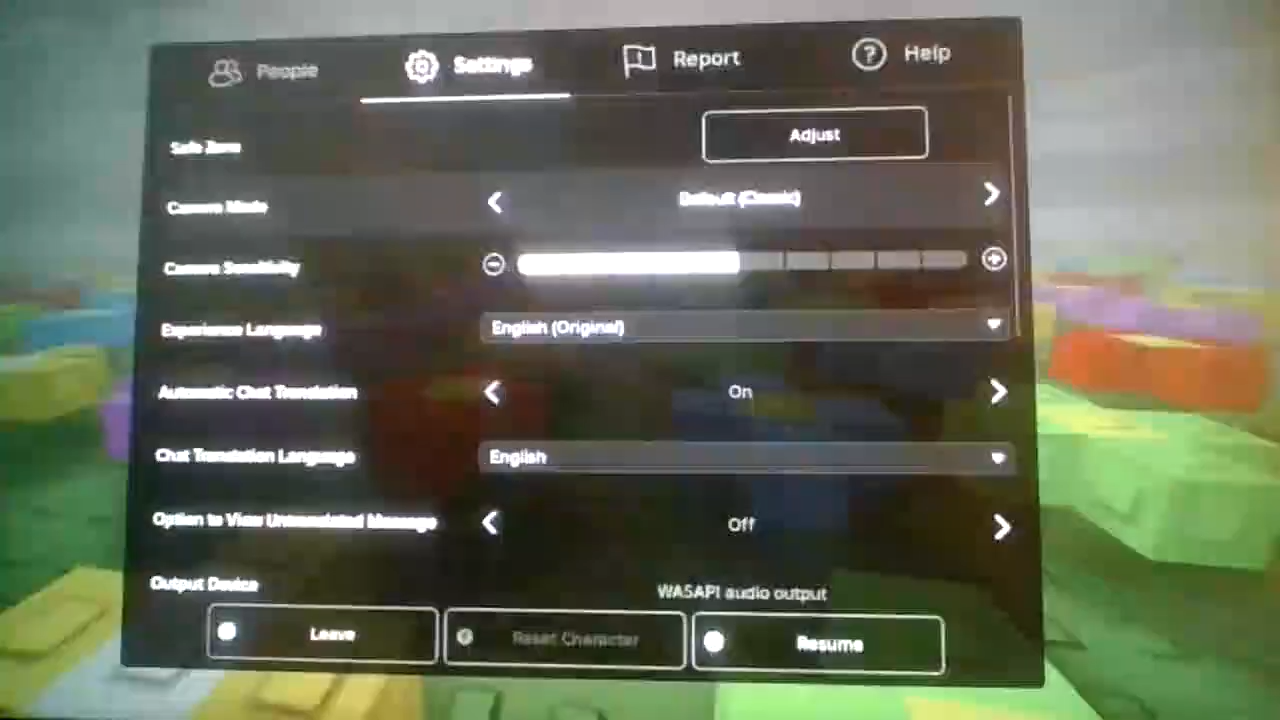 People Settings Report Help
Safe Zone Adjust
Camera Mode Default (Classic)
Camera Sensitivity
Experience Language English (Original)
Automatic Chat Translation On
Chat Translation Language English
Option to View Untranslated Message Off
Output Device WASAPI audio output
Leave Reset Character Resume